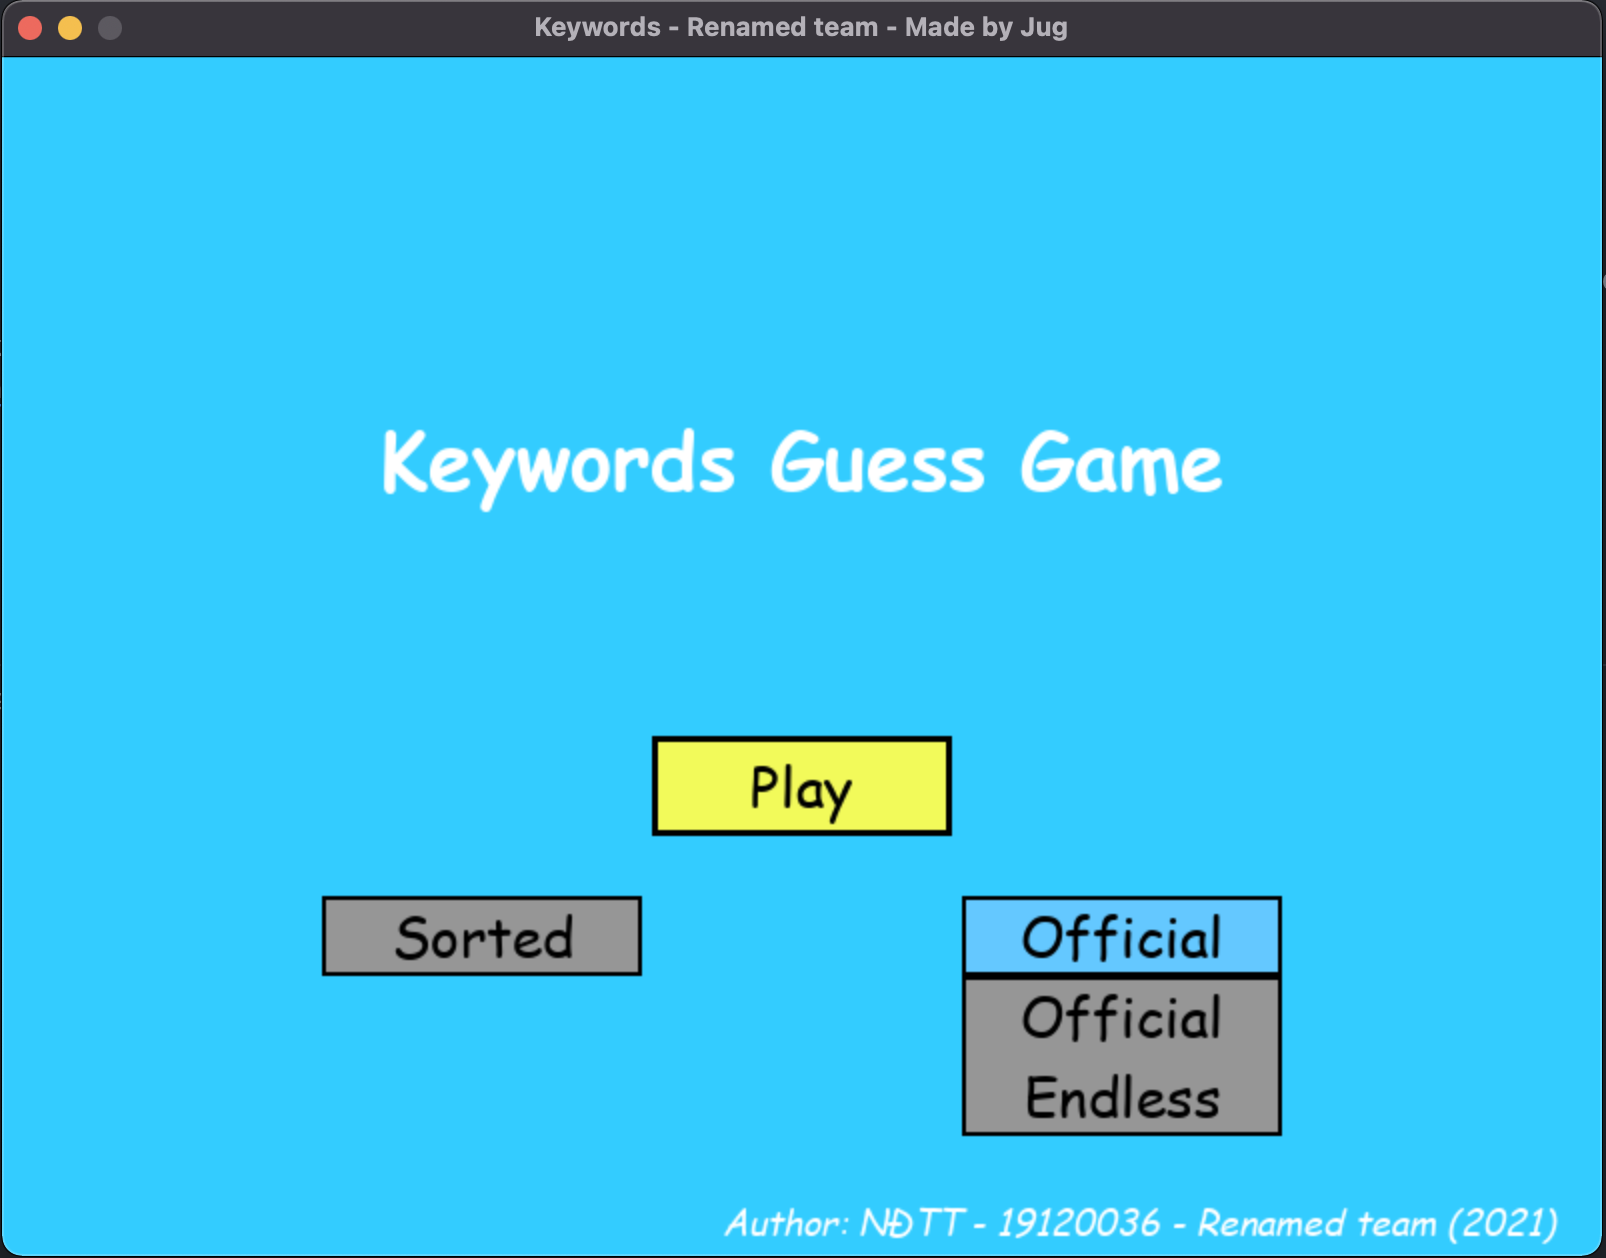 Keywords - Renamed team - Made by Jug
Keywords Guess Game
Play
Sorted
Official
Official
Endless
Author: NĐTT - 19120036 - Renamed team (2021)